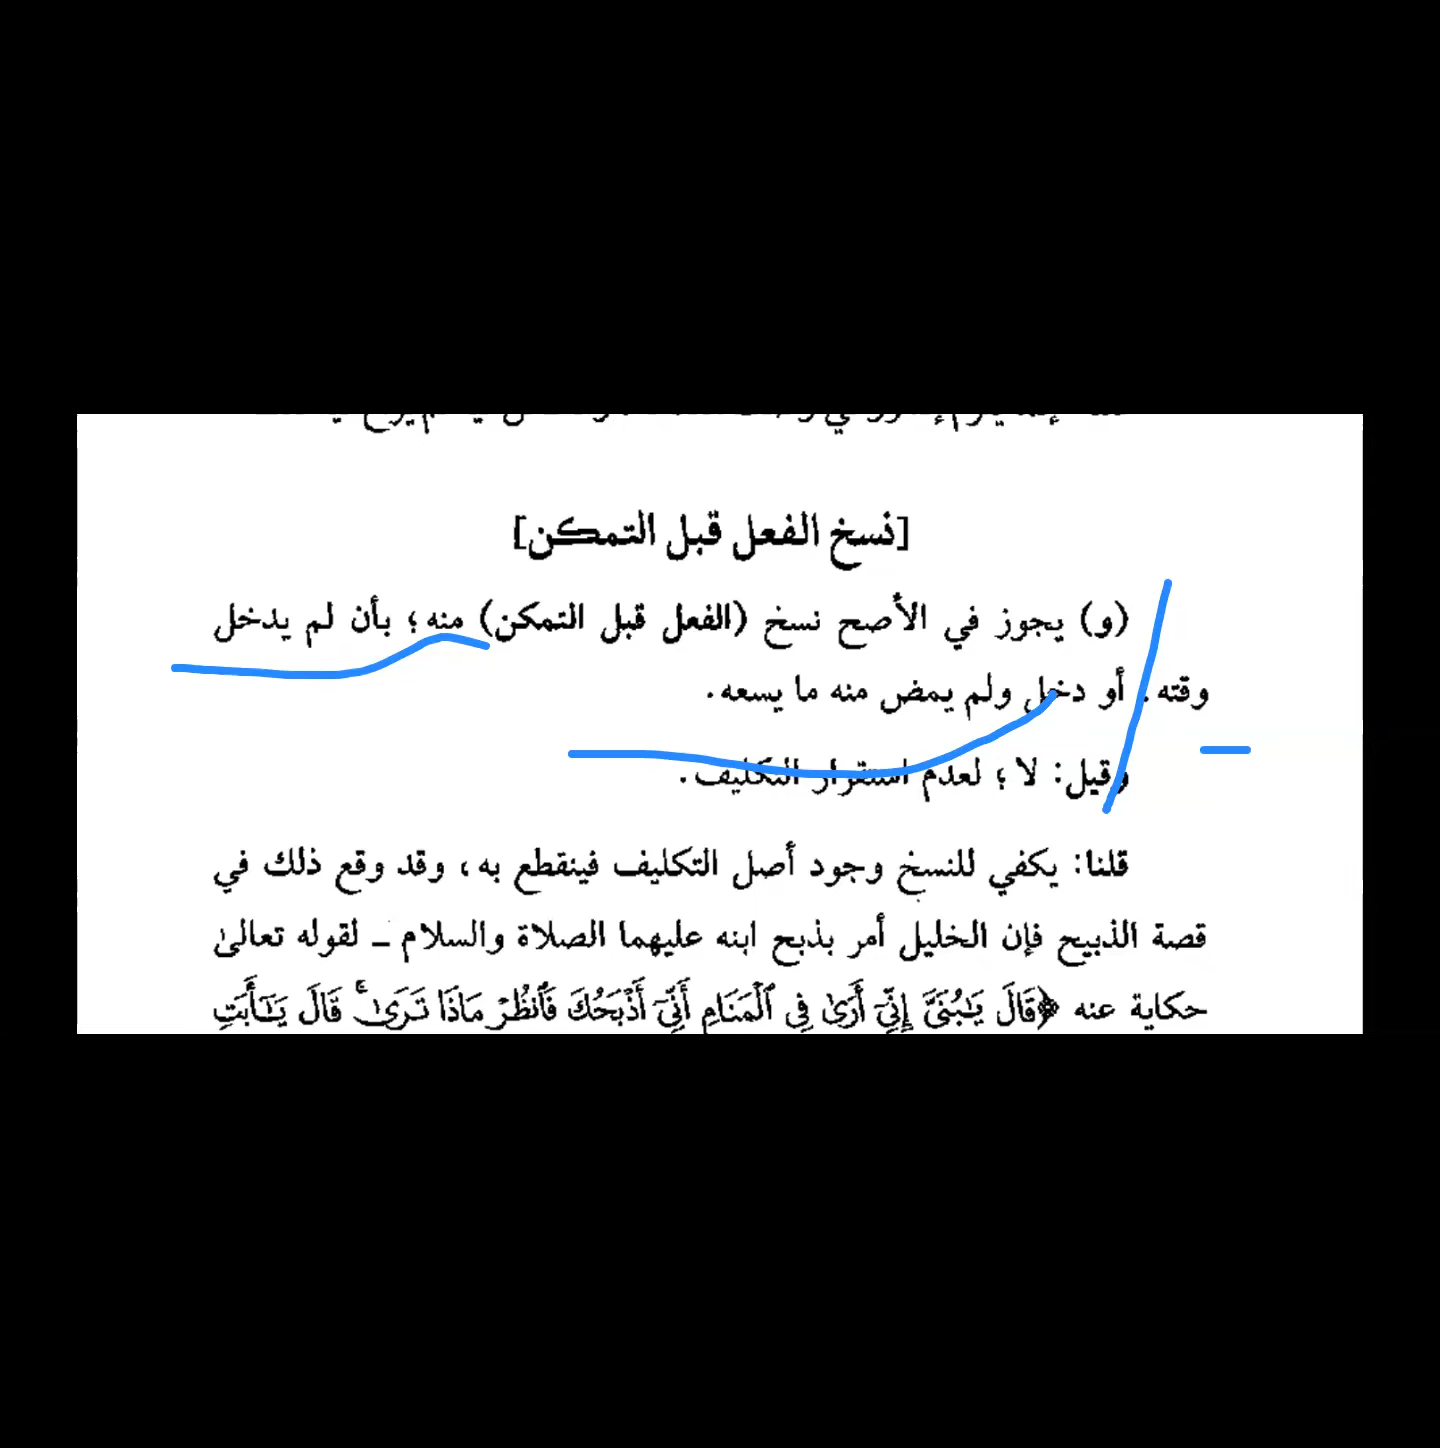 [نسخ الفعل قبل التمكن]
(و) يجوز في الأصح نسخ (الفعل قبل التمكن) منه؛ بأن لم يدخل
وقته، أو دخل ولم يمض منه ما يسعه.
وقيل: لا؛ لعدم استقرار التكليف.
قلنا: يكفي للنسخ وجود أصل التكليف فينقطع به، وقد وقع ذلك في
قصة الذبيح فإن الخليل أمر بذبح ابنه عليهما الصلاة والسلام ـ لقوله تعالىٰ
حكاية عنه ﴿قَالَ يَٰبُنَيَّ إِنِّيٓ أَرَىٰ فِي ٱلْمَنَامِ أَنِّيٓ أَذْبَحُكَ فَٱنظُرْ مَاذَا تَرَىٰۚ قَالَ يَٰٓأَبَتِ